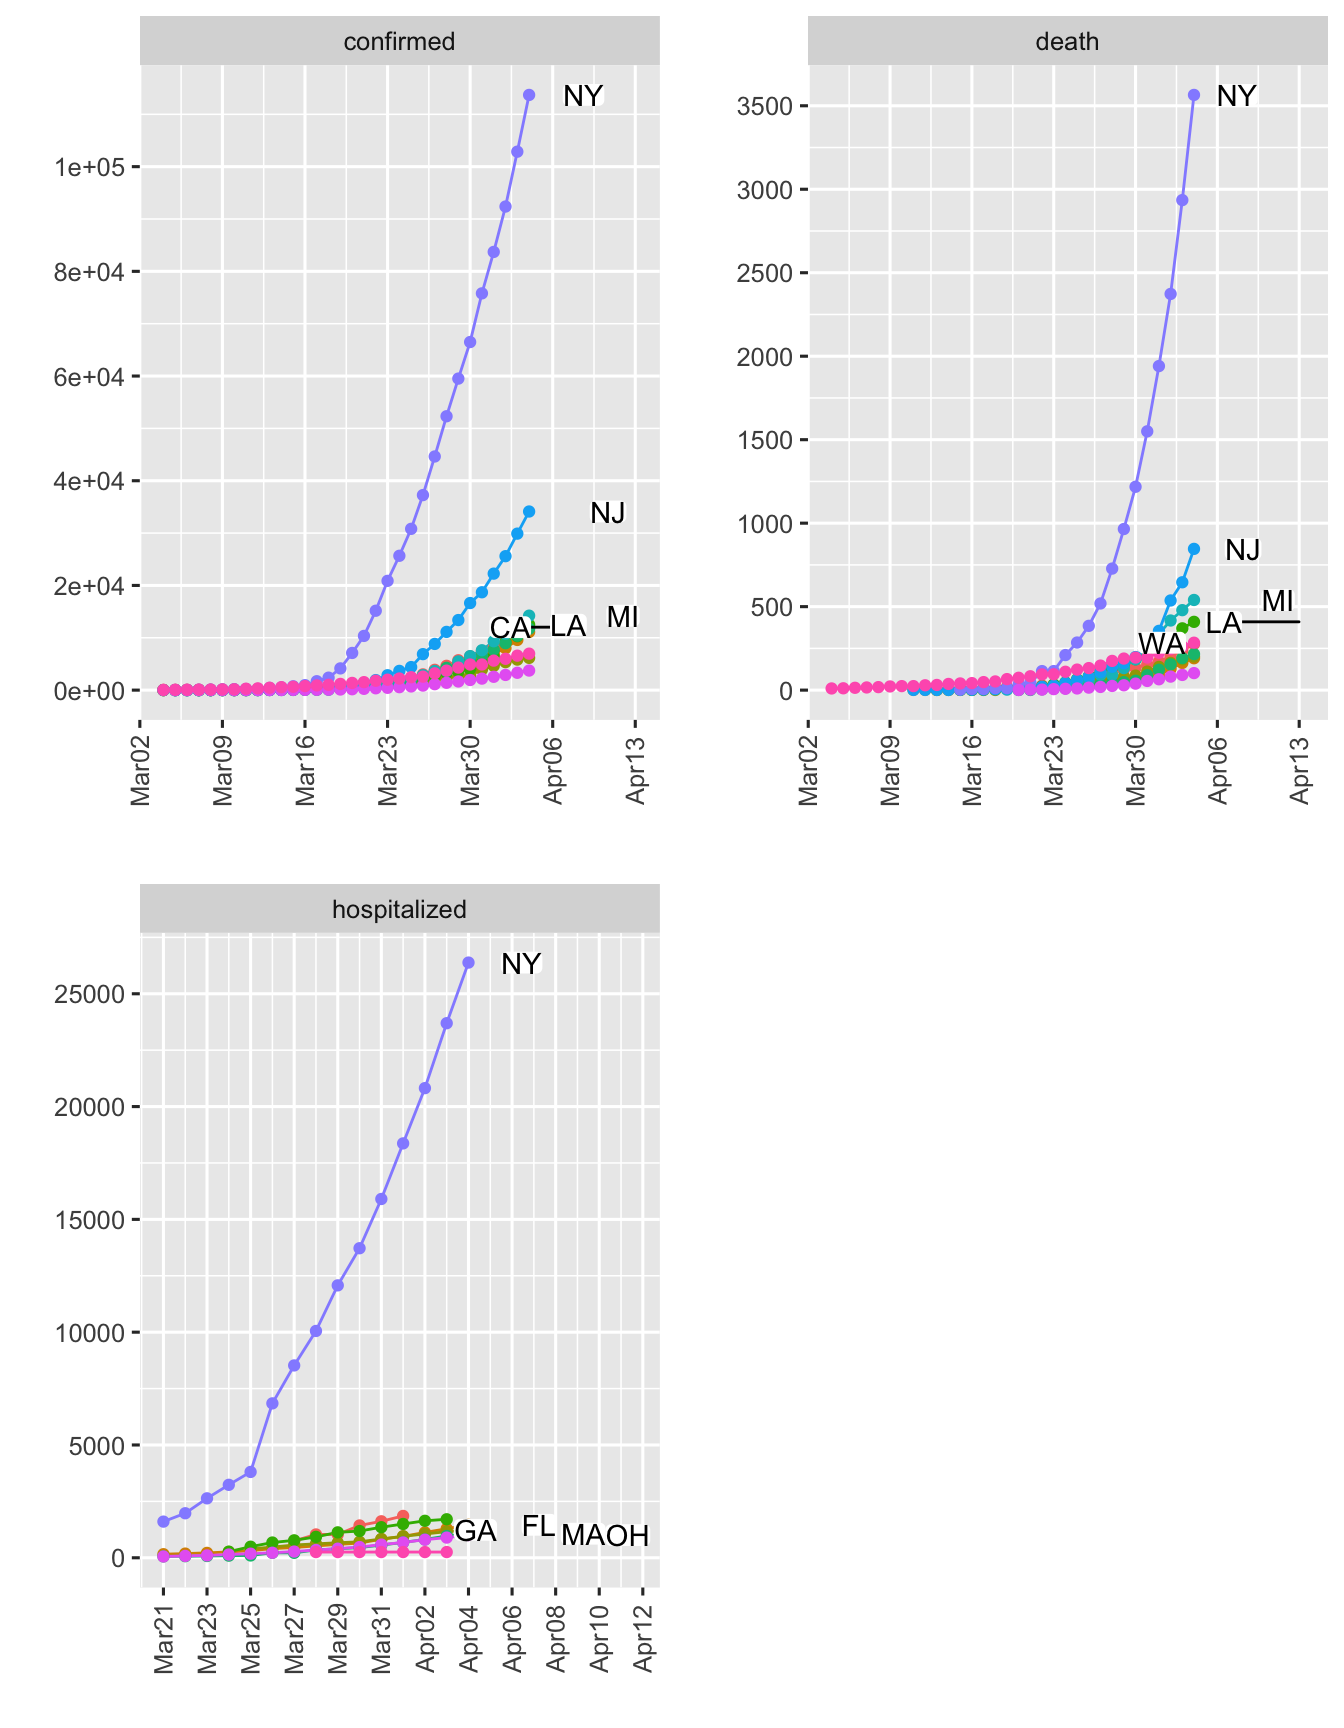 confirmed
NY
NJ
MI
CA LA
1e+05
8e+04
6e+04
4e+04
2e+04
0e+00
Mar02 Mar09 Mar16 Mar23 Mar30 Apr06 Apr13
death
NY
NJ
MI
LA
WA
3500
3000
2500
2000
1500
1000
500
0
Mar02 Mar09 Mar16 Mar23 Mar30 Apr06 Apr13
hospitalized
NY
GA FL MA OH
25000
20000
15000
10000
5000
0
Mar21 Mar23 Mar25 Mar27 Mar29 Mar31 Apr02 Apr04 Apr06 Apr08 Apr10 Apr12